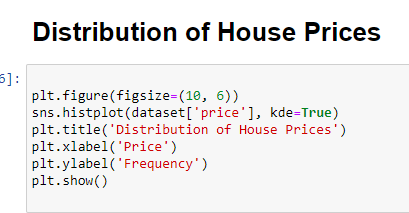 Distribution of House Prices
6]:
plt.figure(figsize=(10, 6))
sns.histplot(dataset['price'], kde=True)
plt.title('Distribution of House Prices')
plt.xlabel('Price')
plt.ylabel('Frequency')
plt.show()